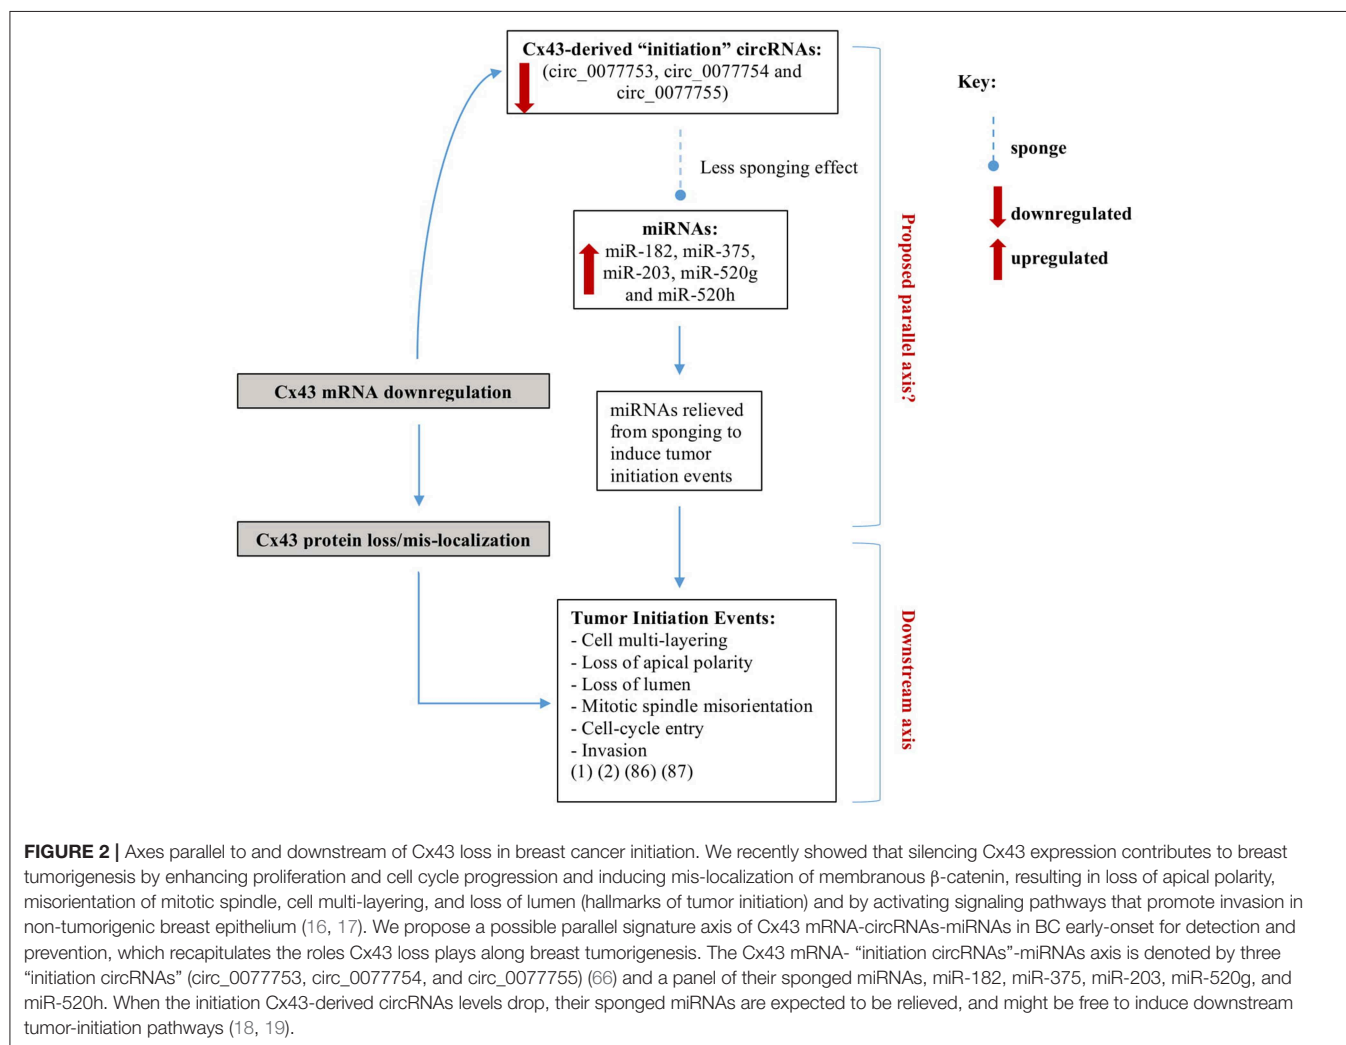 Cx43-derived “initiation” circRNAs:
(circ_0077753, circ_0077754 and
circ_0077755)
Key:
sponge
downregulated
upregulated
Less sponging effect
miRNAs:
miR-182, miR-375,
miR-203, miR-520g
and miR-520h
Proposed parallel axis?
Cx43 mRNA downregulation
miRNAs relieved
from sponging to
induce tumor
initiation events
Cx43 protein loss/mis-localization
Tumor Initiation Events:
- Cell multi-layering
- Loss of apical polarity
- Loss of lumen
- Mitotic spindle misorientation
- Cell-cycle entry
- Invasion
(1) (2) (86) (87)
Downstream axis
FIGURE 2 | Axes parallel to and downstream of Cx43 loss in breast cancer initiation. We recently showed that silencing Cx43 expression contributes to breast
tumorigenesis by enhancing proliferation and cell cycle progression and inducing mis-localization of membranous β-catenin, resulting in loss of apical polarity,
misorientation of mitotic spindle, cell multi-layering, and loss of lumen (hallmarks of tumor initiation) and by activating signaling pathways that promote invasion in
non-tumorigenic breast epithelium (16, 17). We propose a possible parallel signature axis of Cx43 mRNA-circRNAs-miRNAs in BC early-onset for detection and
prevention, which recapitulates the roles Cx43 loss plays along breast tumorigenesis. The Cx43 mRNA- “initiation circRNAs”-miRNAs axis is denoted by three
“initiation circRNAs” (circ_0077753, circ_0077754, and circ_0077755) (66) and a panel of their sponged miRNAs, miR-182, miR-375, miR-203, miR-520g, and
miR-520h. When the initiation Cx43-derived circRNAs levels drop, their sponged miRNAs are expected to be relieved, and might be free to induce downstream
tumor-initiation pathways (18, 19).